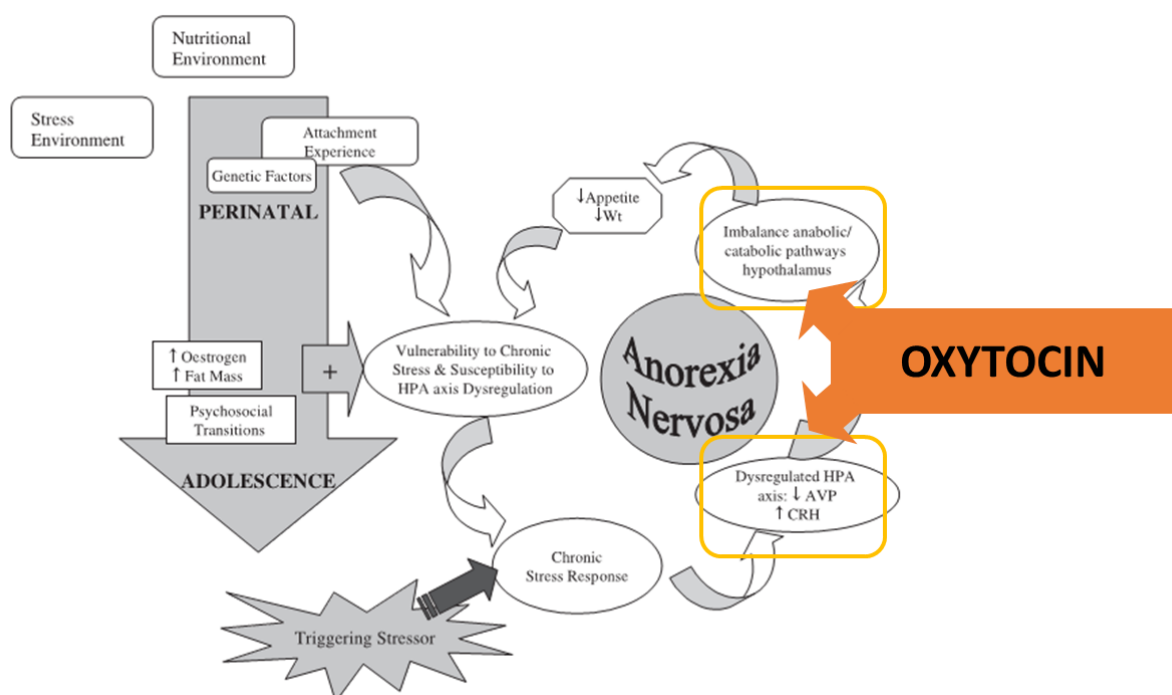 Nutritional
Environment
Stress
Environment
Attachment
Experience
Genetic Factors
PERINATAL
↓Appetite
↓Wt
Imbalance anabolic/
catabolic pathways
hypothalamus
OXYTOCIN
↑ Oestrogen
↑ Fat Mass
+
Vulnerability to Chronic
Stress & Susceptibility to
HPA axis Dysregulation
Anorexia
Nervosa
Psychosocial
Transitions
ADOLESCENCE
Dysregulated HPA
axis: ↓ AVP
↑ CRH
Chronic
Stress Response
Triggering Stressor